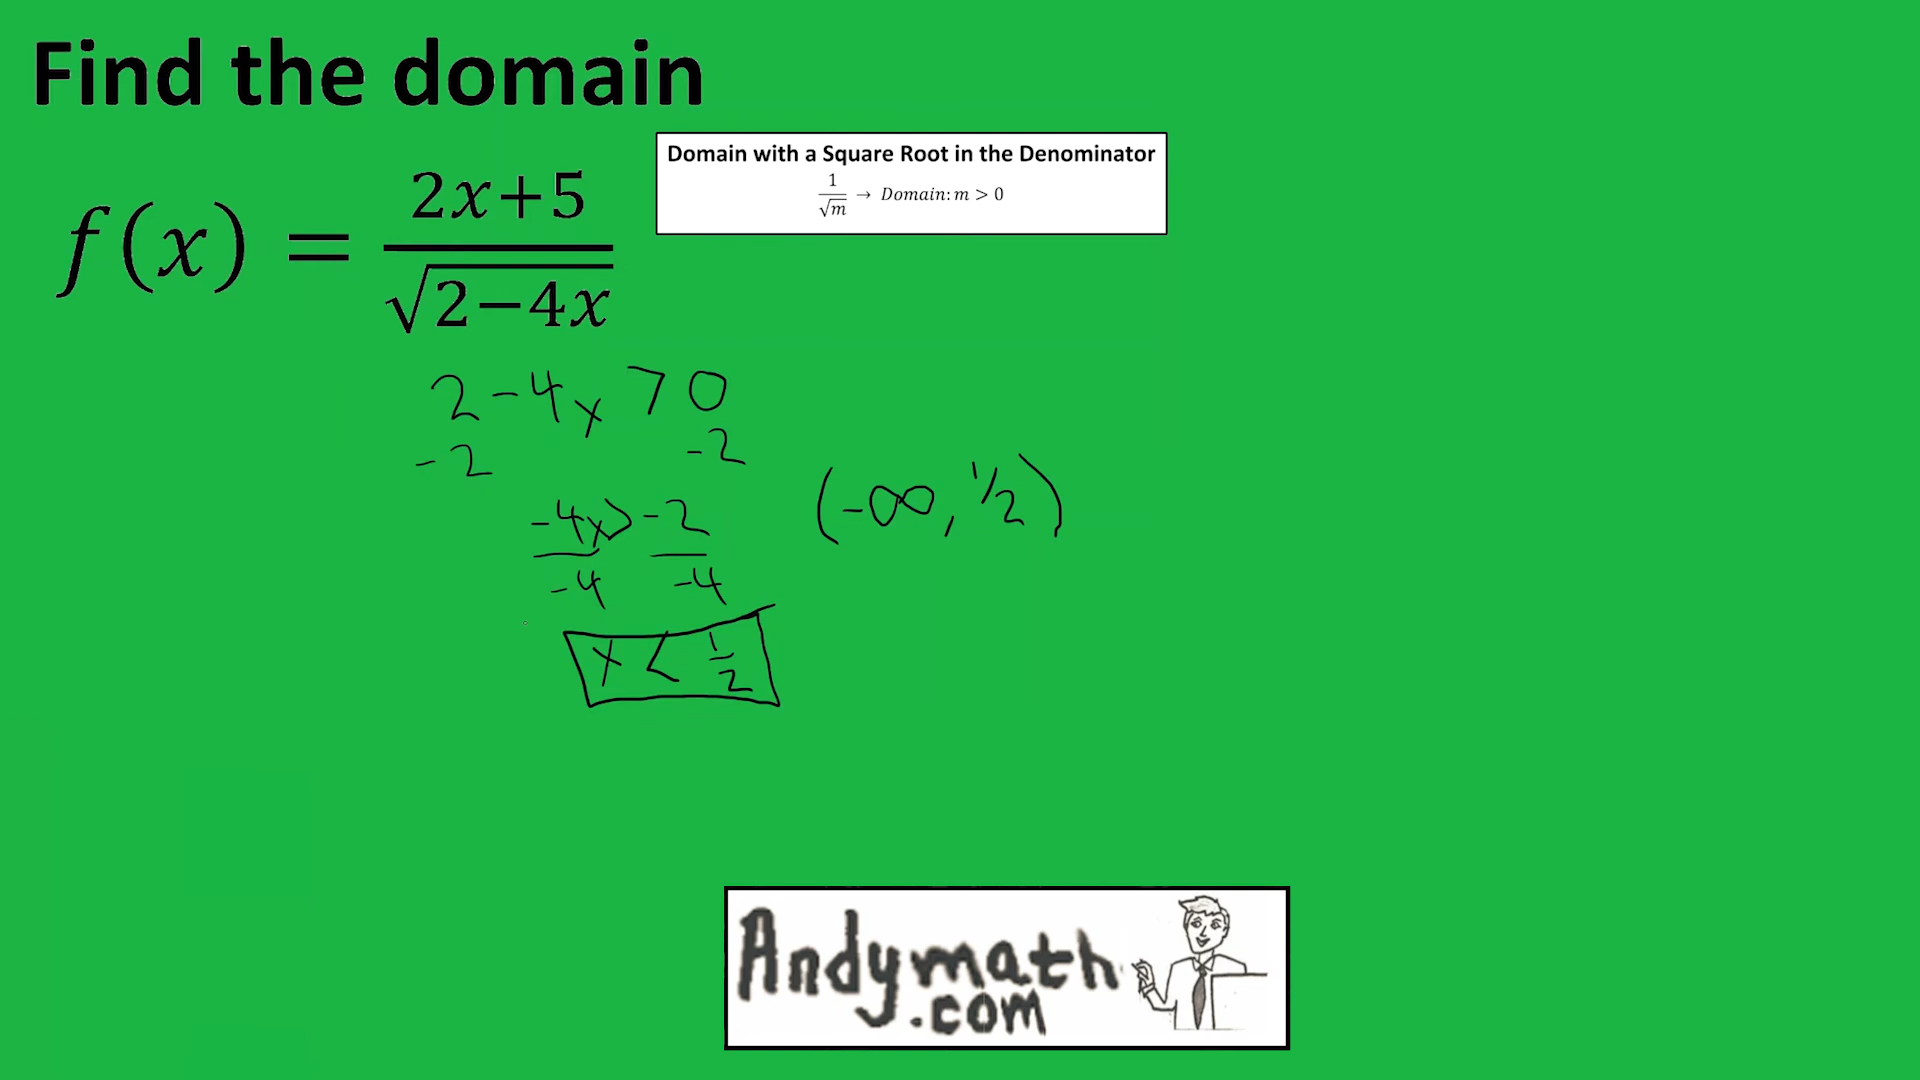 Find the domain
f(x) = (2x+5)/√(2−4x)
Domain with a Square Root in the Denominator
1/√m → Domain: m > 0
2 - 4x > 0
-2 -2
-4x > -2
-4 -4
(-∞, 1/2)
x < 1/2
Andymath
.com